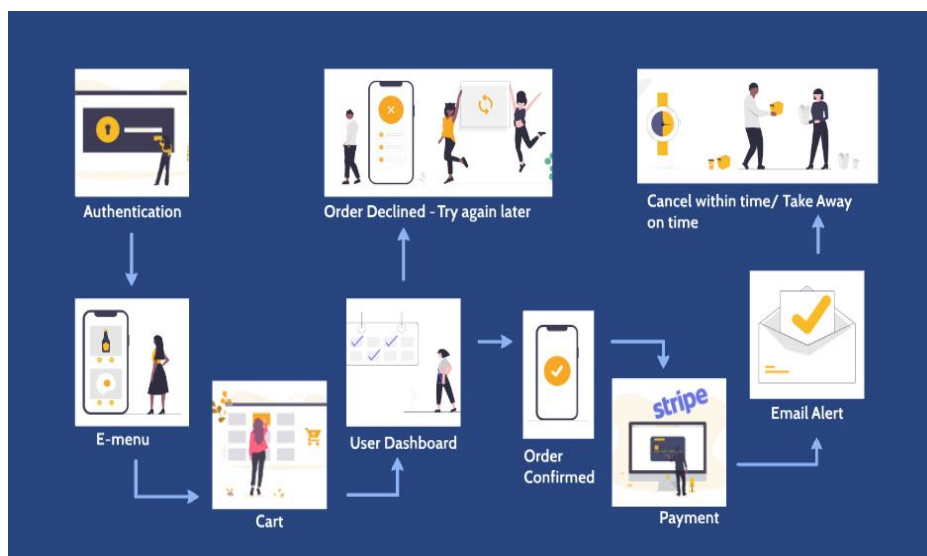 Authentication
Order Declined - Try again later
Cancel within time/ Take Away
on time
E-menu
Cart
User Dashboard
Order
Confirmed
stripe
Payment
Email Alert